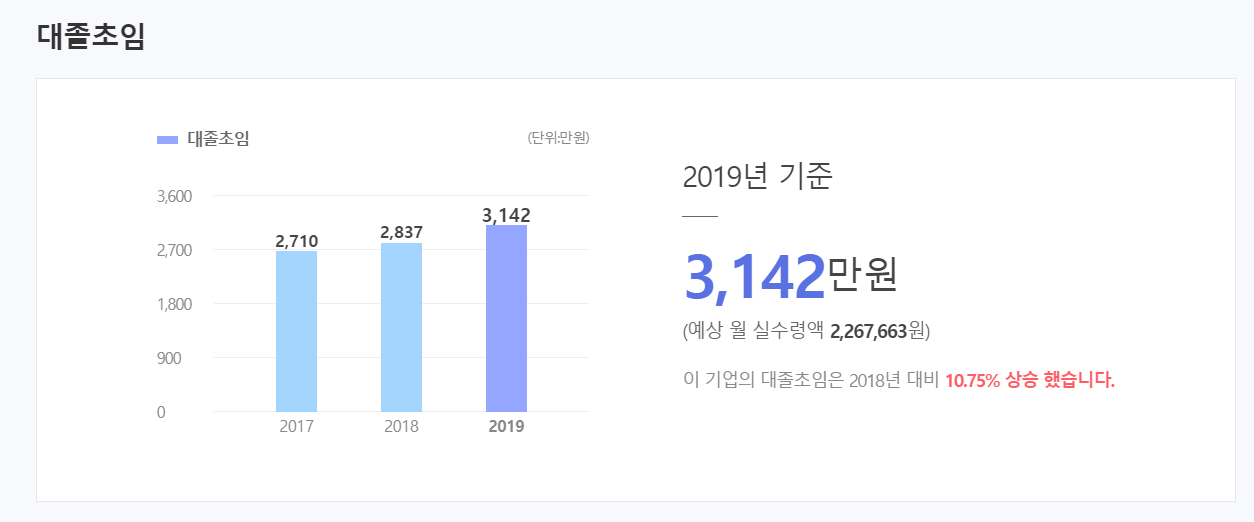 대졸초임
대졸초임
(단위:만원)
3,600
2,700
1,800
900
0
2,710
2,837
3,142
2017
2018
2019
2019년 기준
3,142만원
(예상 월 실수령액 2,267,663원)
이 기업의 대졸초임은 2018년 대비 10.75% 상승 했습니다.